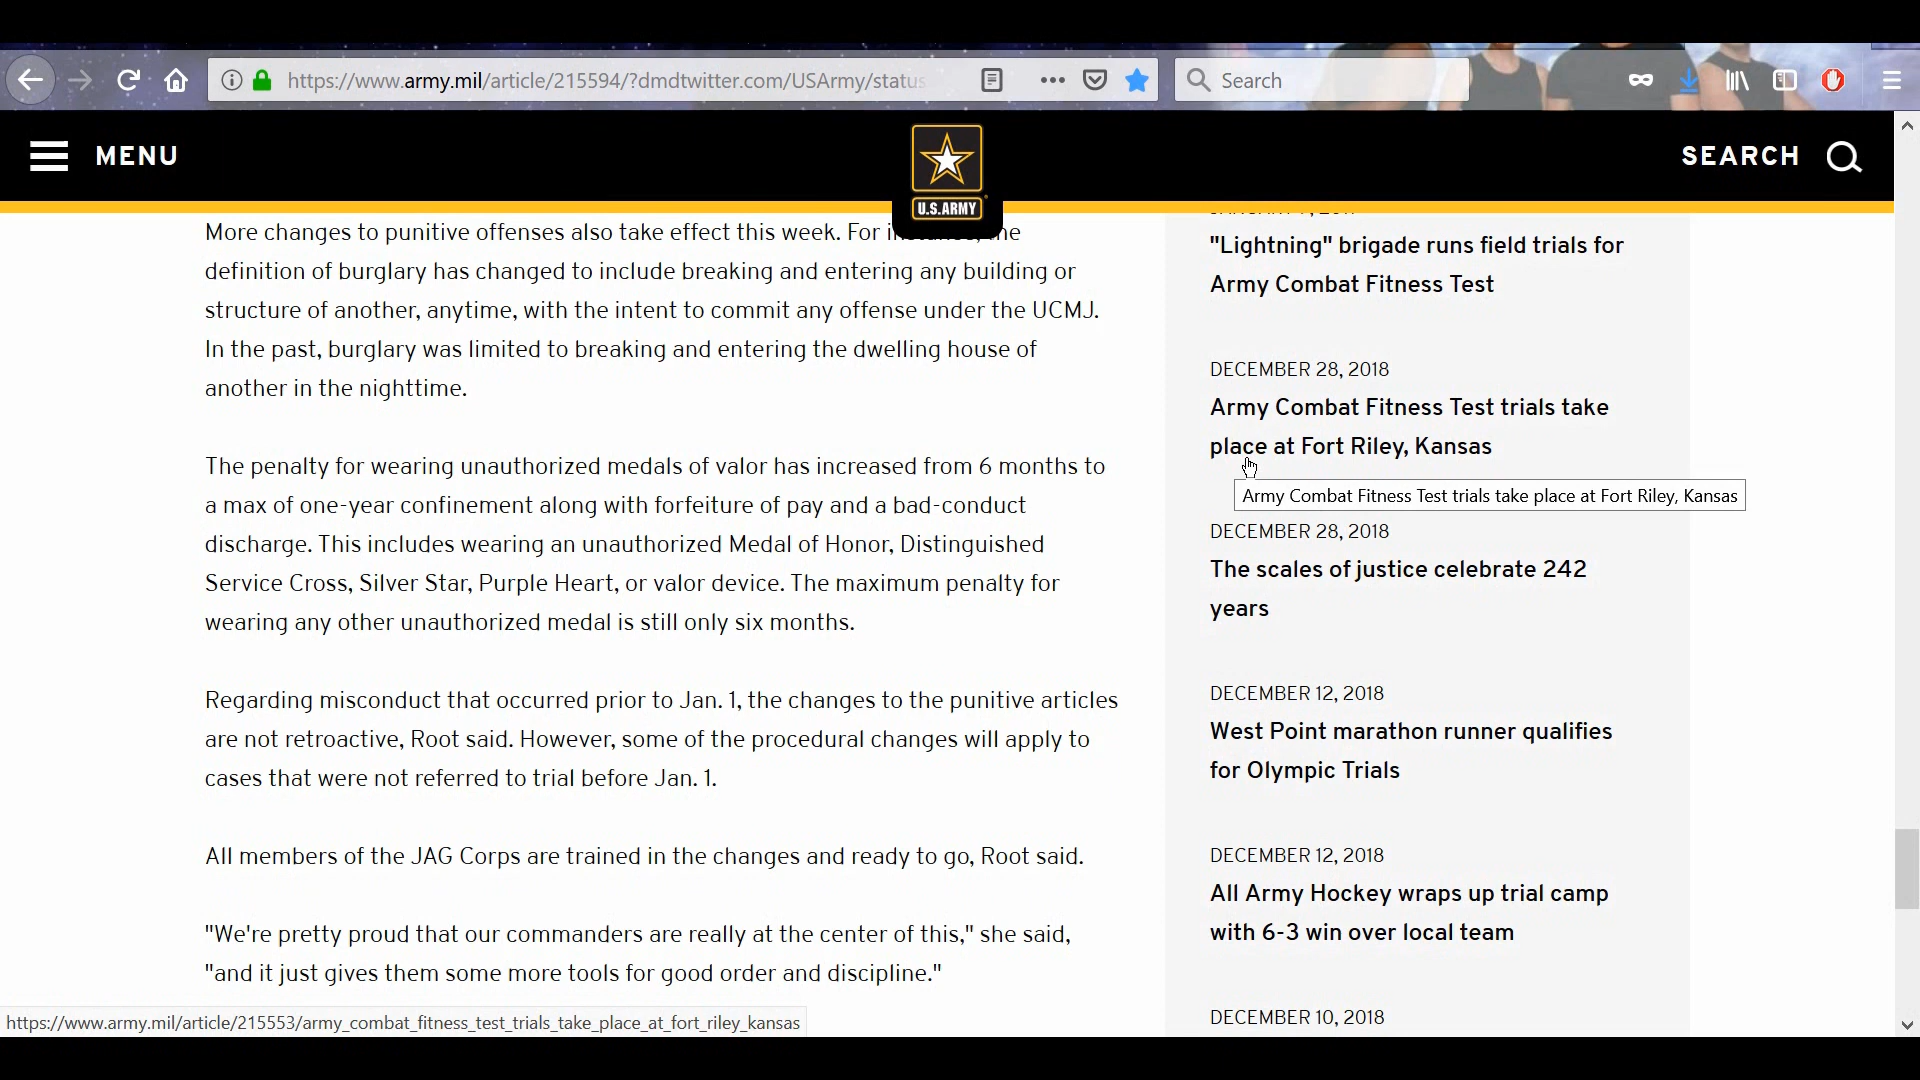 https://www.army.mil/article/215594/?dmdtwitter.com/USArmy/status
Search
MENU
U.S.ARMY
SEARCH
More changes to punitive offenses also take effect this week. For the
definition of burglary has changed to include breaking and entering any building or
structure of another, anytime, with the intent to commit any offense under the UCMJ.
In the past, burglary was limited to breaking and entering the dwelling house of
another in the nighttime.
The penalty for wearing unauthorized medals of valor has increased from 6 months to
a max of one-year confinement along with forfeiture of pay and a bad-conduct
discharge. This includes wearing an unauthorized Medal of Honor, Distinguished
Service Cross, Silver Star, Purple Heart, or valor device. The maximum penalty for
wearing any other unauthorized medal is still only six months.
Regarding misconduct that occurred prior to Jan. 1, the changes to the punitive articles
are not retroactive, Root said. However, some of the procedural changes will apply to
cases that were not referred to trial before Jan. 1.
All members of the JAG Corps are trained in the changes and ready to go, Root said.
"We're pretty proud that our commanders are really at the center of this," she said,
"and it just gives them some more tools for good order and discipline."
"Lightning" brigade runs field trials for
Army Combat Fitness Test
DECEMBER 28, 2018
Army Combat Fitness Test trials take
place at Fort Riley, Kansas
Army Combat Fitness Test trials take place at Fort Riley, Kansas
DECEMBER 28, 2018
The scales of justice celebrate 242
years
DECEMBER 12, 2018
West Point marathon runner qualifies
for Olympic Trials
DECEMBER 12, 2018
All Army Hockey wraps up trial camp
with 6-3 win over local team
DECEMBER 10, 2018
https://www.army.mil/article/215553/army_combat_fitness_test_trials_take_place_at_fort_riley_kansas